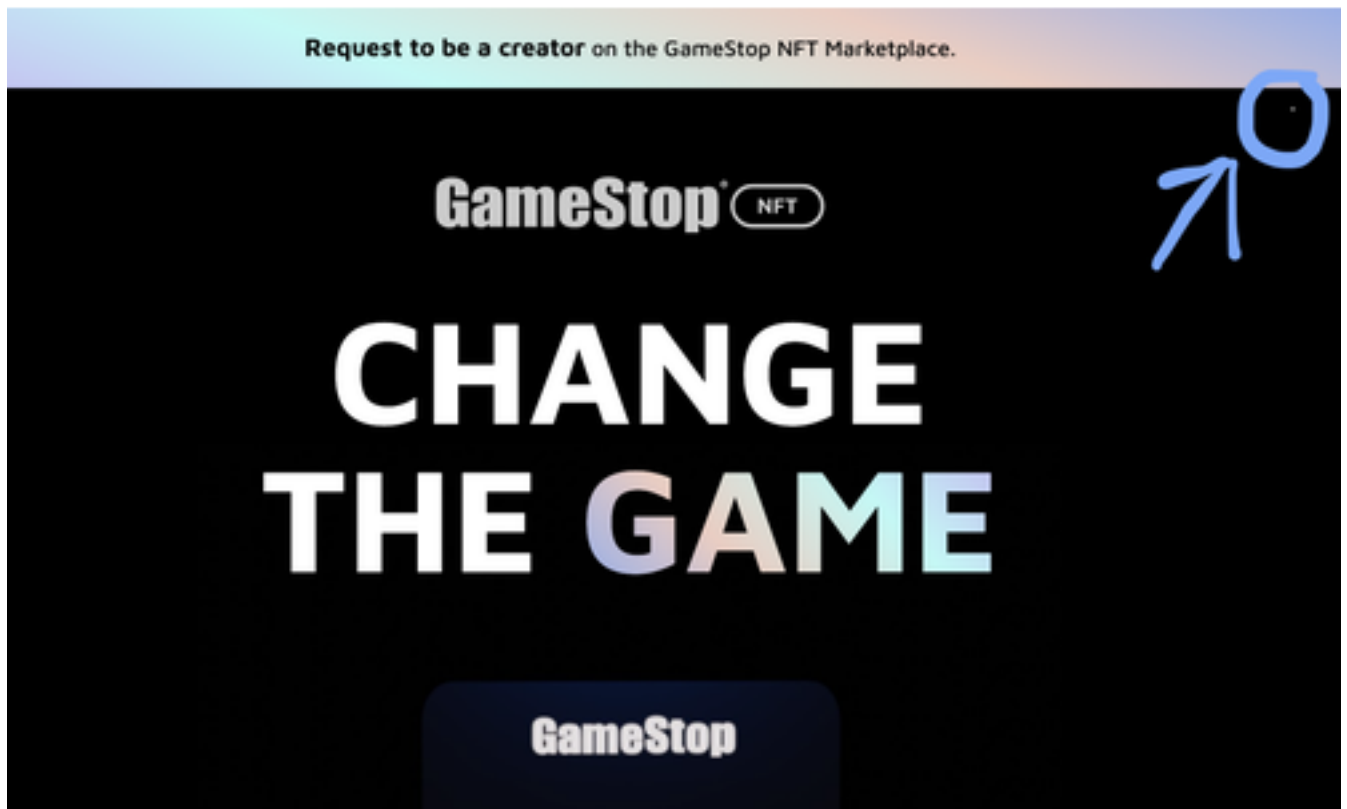 Request to be a creator on the GameStop NFT Marketplace.
GameStop NFT
CHANGE
THE GAME
GameStop